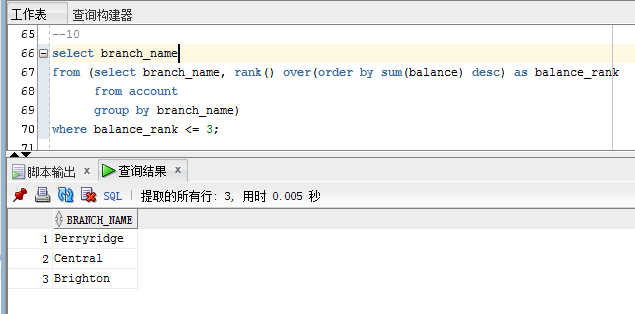 工作表 查询构建器
65 --10
66 select branch_name
67 from (select branch_name, rank() over(order by sum(balance) desc) as balance_rank
68 from account
69 group by branch_name)
70 where balance_rank <= 3;
71
脚本输出 x 查询结果 x
SQL | 提取的所有行: 3, 用时 0.005 秒
BRANCH_NAME
1 Perryridge
2 Central
3 Brighton